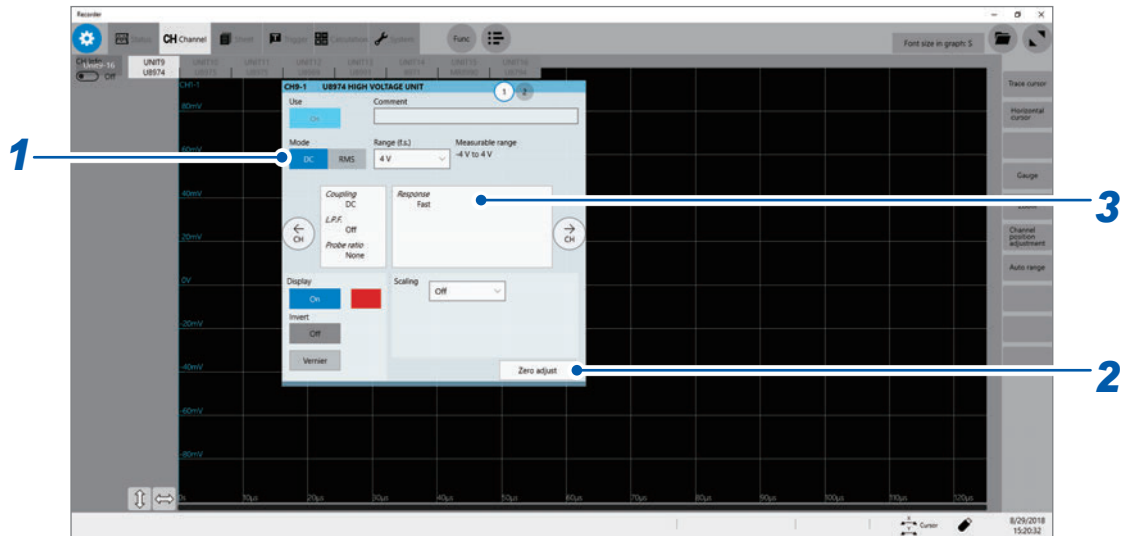 Recorder
Status CH Channel Sheet Trigger Calculation System Func Font size in graph: S
CH Info Unit9-16 Off
UNIT9 UNIT10 UNIT11 UNIT12 UNIT13 UNIT14 UNIT15 UNIT16
U8974 U8975
CH1-1
80mV
60mV
40mV
20mV
0V
-20mV
-40mV
-60mV
-80mV
0s 10µs 20µs 30µs 40µs 50µs 60µs 70µs 80µs 90µs 100µs 110µs 120µs
CH9-1 U8974 HIGH VOLTAGE UNIT 1 2
Use Comment
On
Mode Range (f.s.) Measurable range
DC RMS 4 V -4 V to 4 V
Coupling
DC
L.P.F.
Off
Probe ratio
None
Response
Fast
CH
CH
Display Scaling
On Off
Invert
Off
Vernier
Zero adjust
Trace cursor
Horizontal
cursor
Gauge
Zoom
Channel
position
adjustment
Auto range
Cursor
8/29/2018
15:20:32
1
2
3